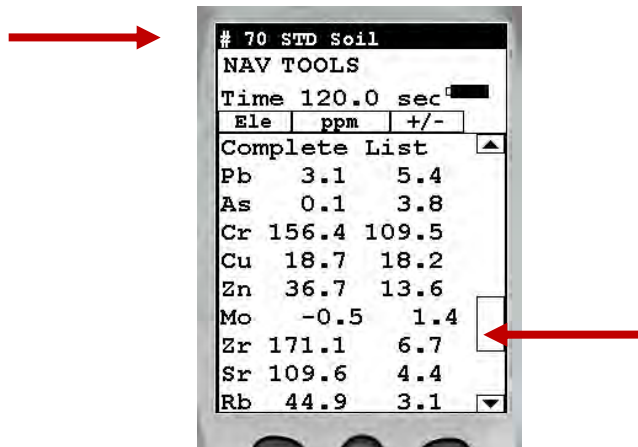 # 70 STD Soil
NAV TOOLS
Time 120.0 sec
Ele ppm +/-
Complete List
Pb 3.1 5.4
As 0.1 3.8
Cr 156.4 109.5
Cu 18.7 18.2
Zn 36.7 13.6
Mo -0.5 1.4
Zr 171.1 6.7
Sr 109.6 4.4
Rb 44.9 3.1